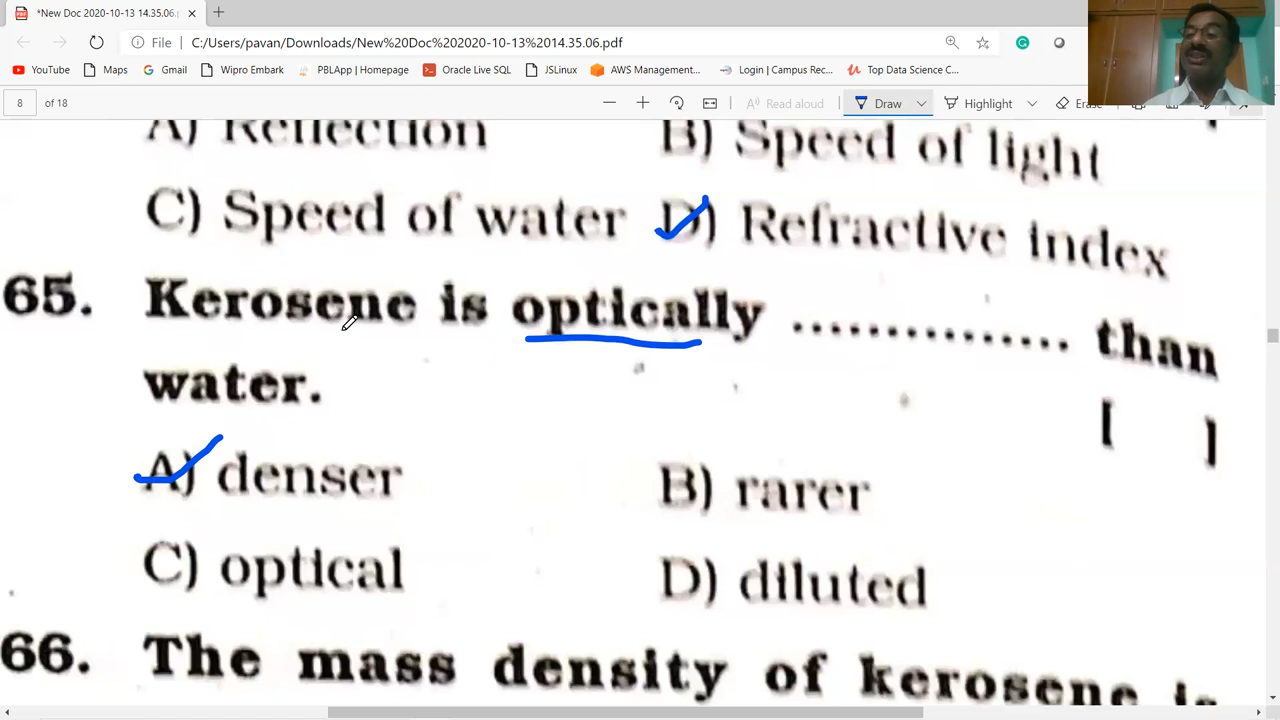 *New Doc 2020-10-13 14.35.06.
File C:/Users/pavan/Downloads/New%20Doc%202020-10-13%2014.35.06.pdf
YouTube Maps Gmail Wipro Embark PBLApp | Homepage Oracle Live SQL JSLinux AWS Management... Login | Campus Rec... Top Data Science C...
8 of 18 Read aloud Draw Highlight Erase
A) Reflection B) Speed of light
C) Speed of water D) Refractive index
65. Kerosene is optically ............... than
water. [ ]
A) denser B) rarer
C) optical D) diluted
66. The mass density of kerosene is